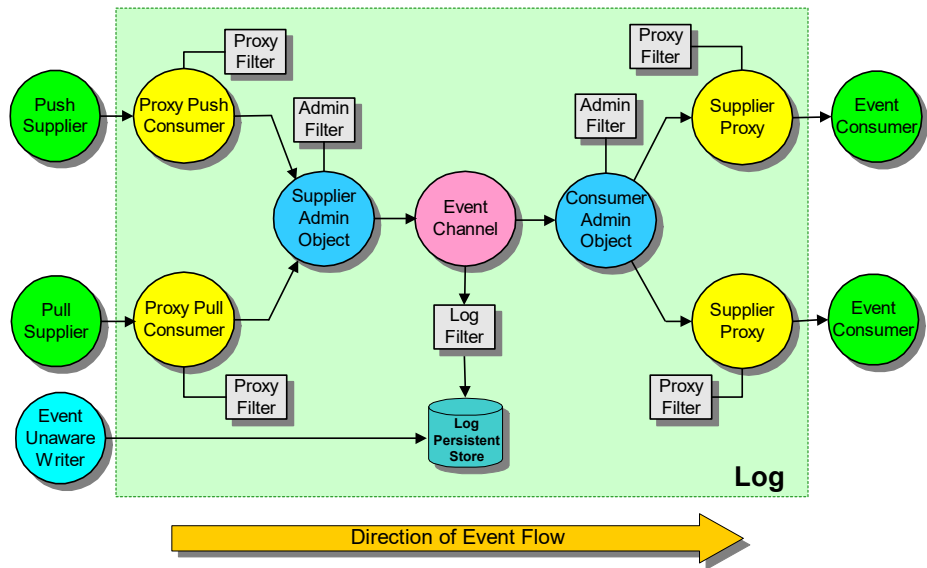 Proxy
Filter
Proxy
Filter
Push
Supplier
Proxy Push
Consumer
Admin
Filter
Admin
Filter
Supplier
Proxy
Event
Consumer
Supplier
Admin
Object
Event
Channel
Consumer
Admin
Object
Pull
Supplier
Proxy Pull
Consumer
Log
Filter
Supplier
Proxy
Event
Consumer
Proxy
Filter
Proxy
Filter
Event
Unaware
Writer
Log
Persistent
Store
Log
Direction of Event Flow